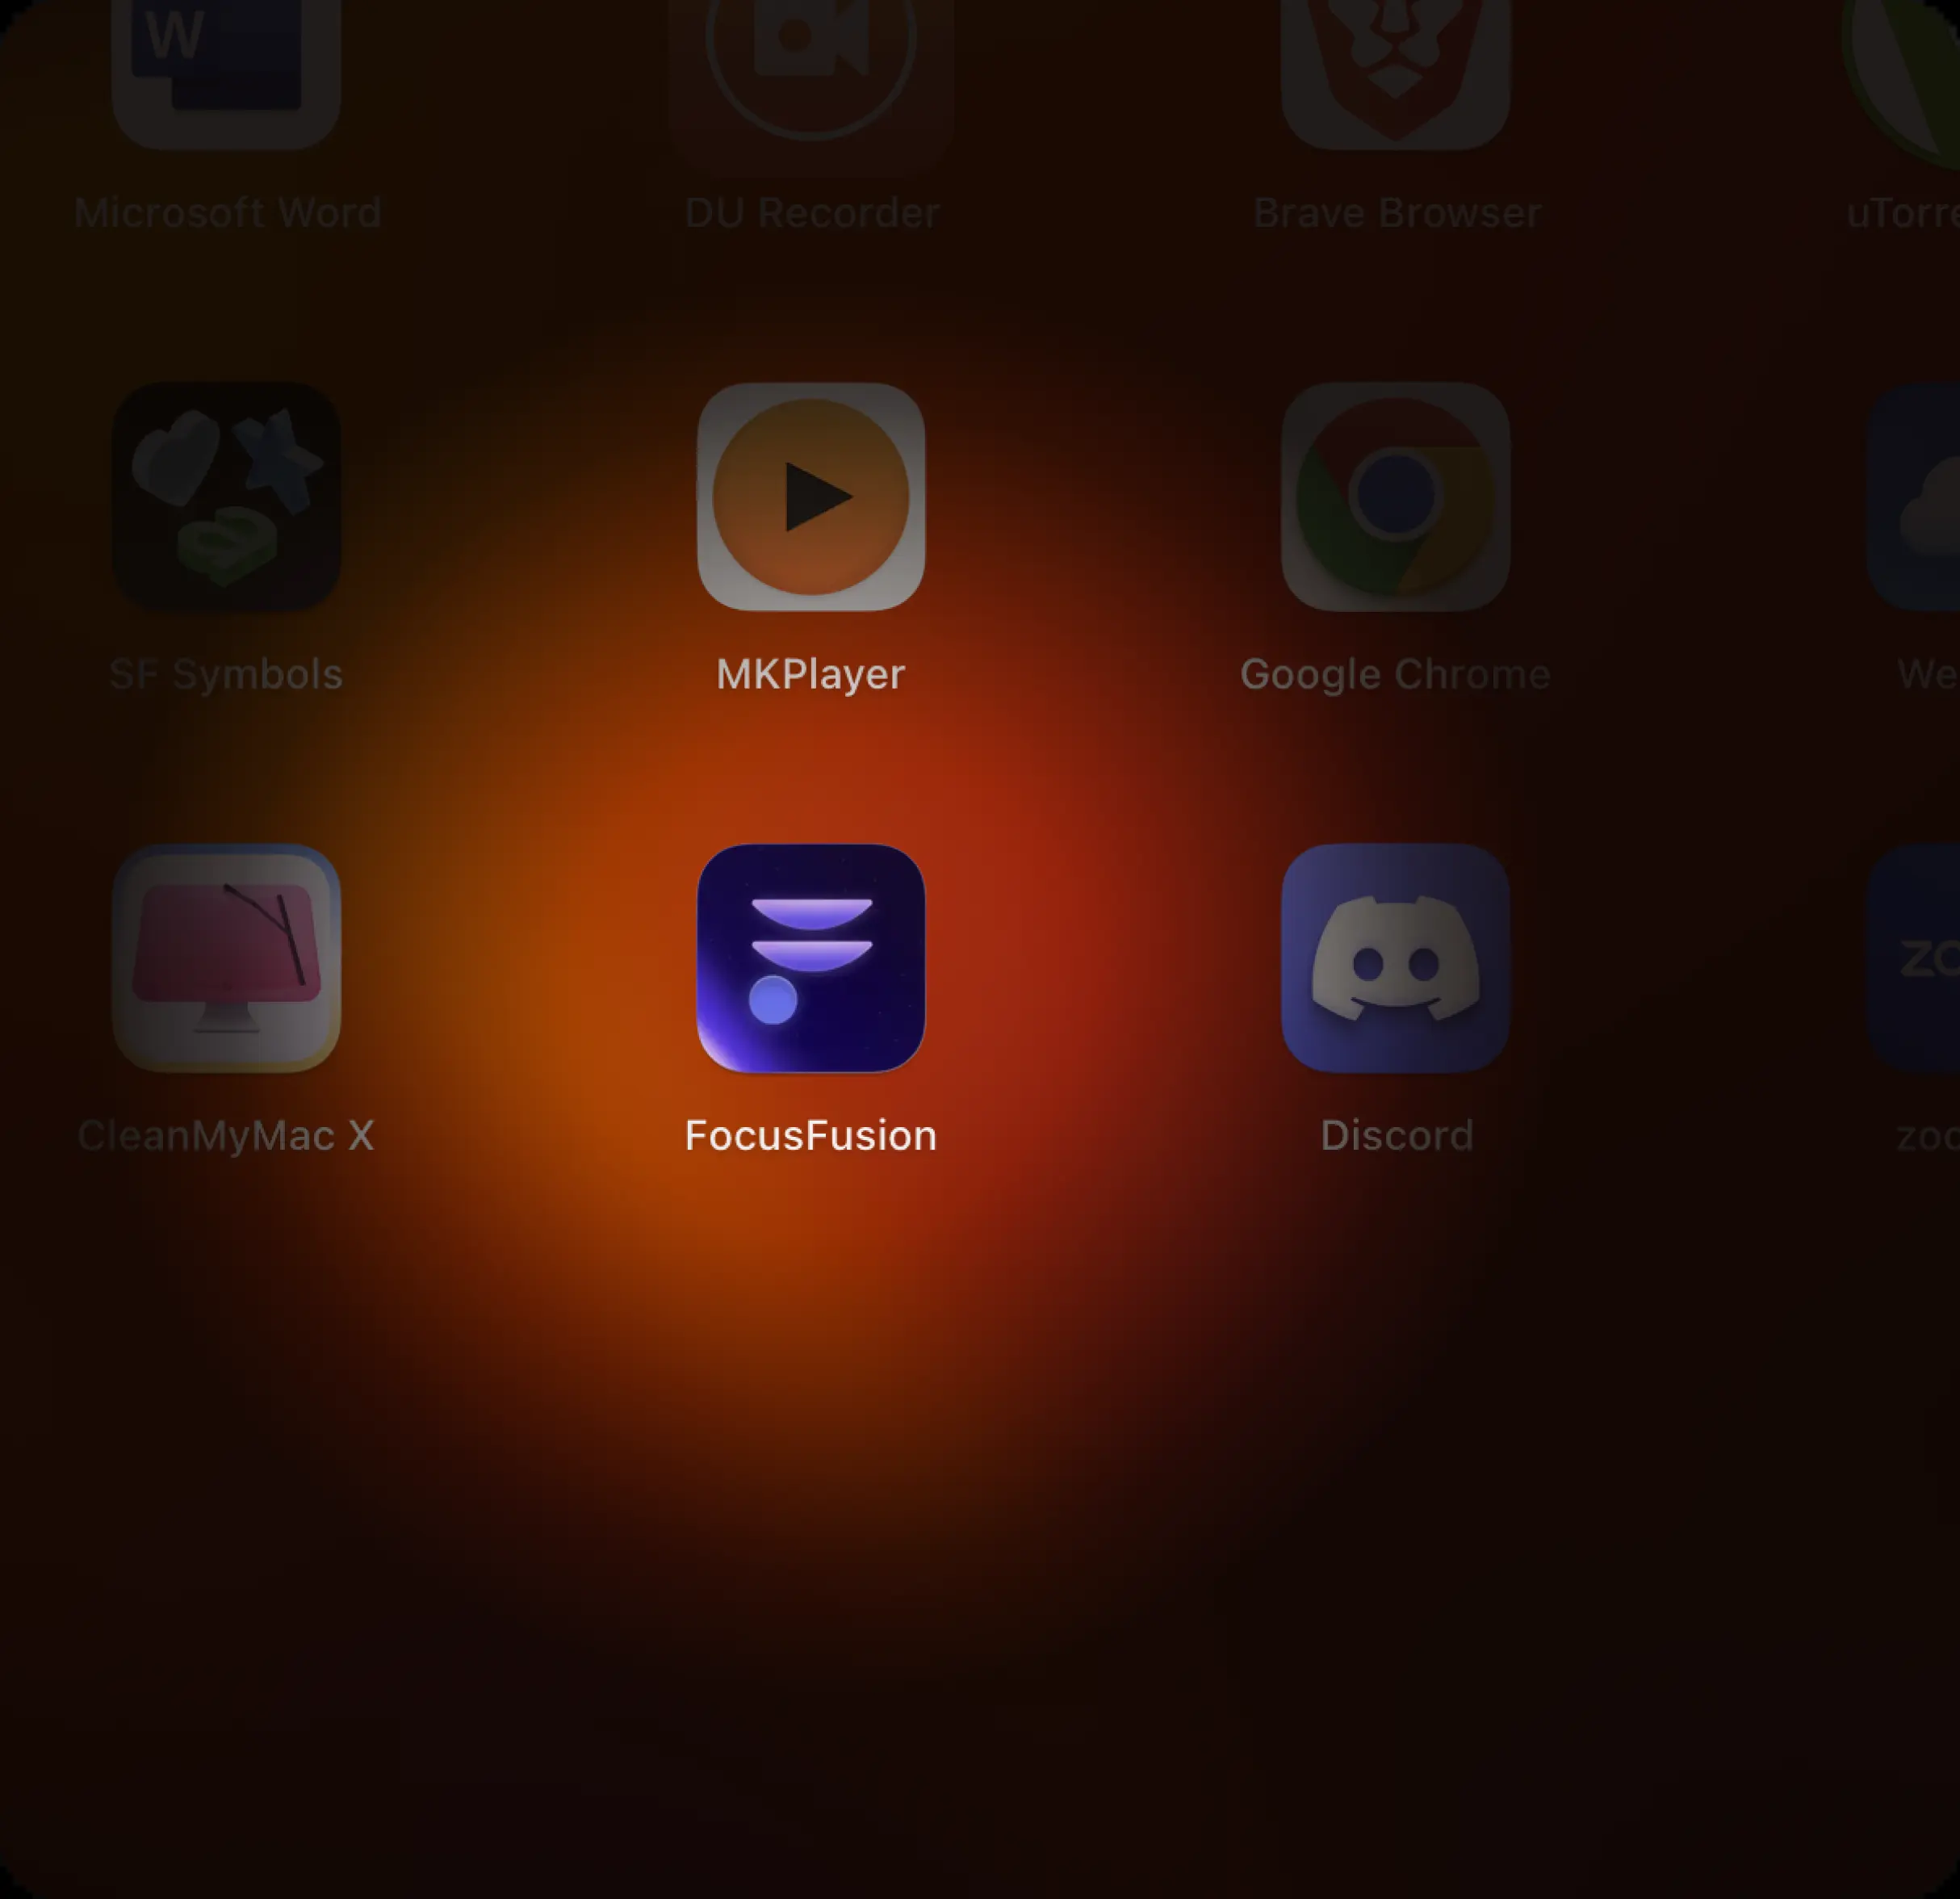 W
Microsoft Word
DU Recorder
Brave Browser
uTorre
SF Symbols
MKPlayer
Google Chrome
We
CleanMyMac X
FocusFusion
Discord
zo
zoo